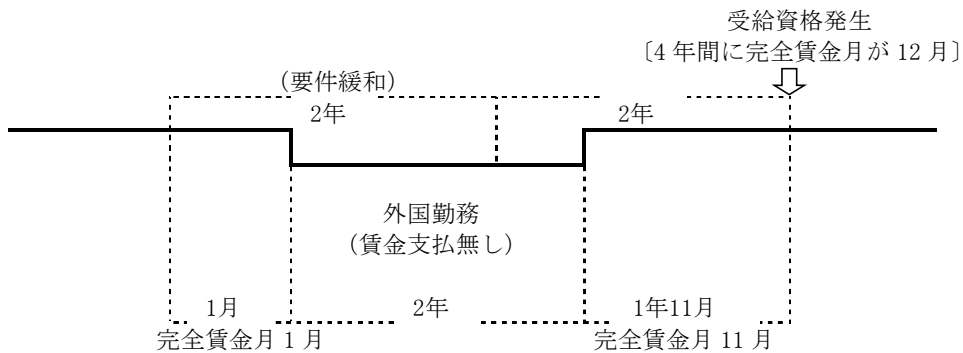 受給資格発生
〔4年間に完全賃金月が12月〕
(要件緩和)
2年
2年
外国勤務
(賃金支払無し)
1月
2年
1年11月
完全賃金月1月
完全賃金月11月